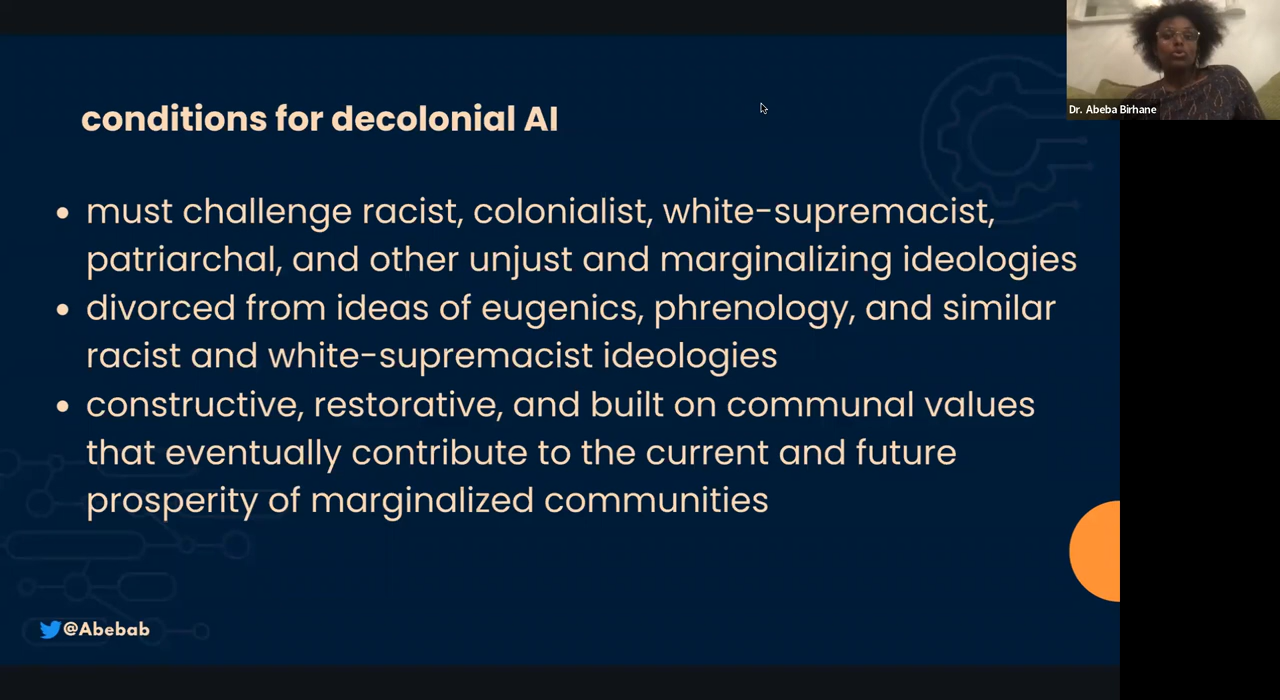 conditions for decolonial AI
• must challenge racist, colonialist, white-supremacist,
patriarchal, and other unjust and marginalizing ideologies
• divorced from ideas of eugenics, phrenology, and similar
racist and white-supremacist ideologies
• constructive, restorative, and built on communal values
that eventually contribute to the current and future
prosperity of marginalized communities
@Abebab
Dr. Abeba Birhane